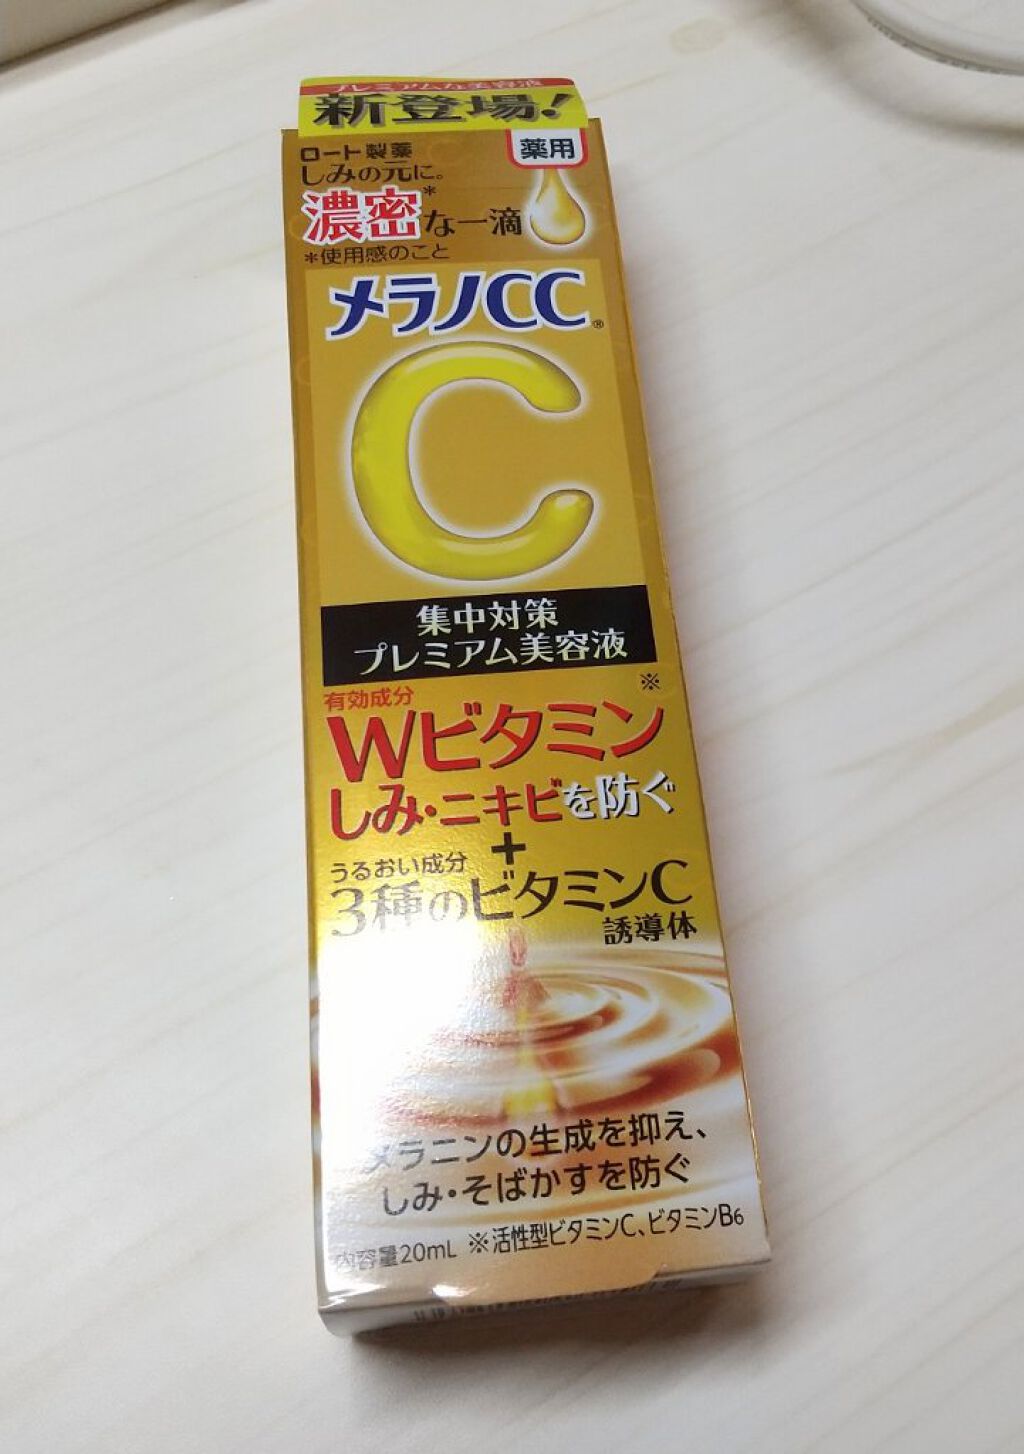 プレミアムな美容液
新登場!
ロート製薬
薬用
しみの元に。
濃密*な一滴
*使用感のこと
メラノCC®
C
集中対策
プレミアム美容液
有効成分
Wビタミン※
しみ・ニキビを防ぐ
+
うるおい成分
3種のビタミンC
誘導体
メラニンの生成を抑え、
しみ・そばかすを防ぐ
内容量20mL ※活性型ビタミンC、ビタミンB6